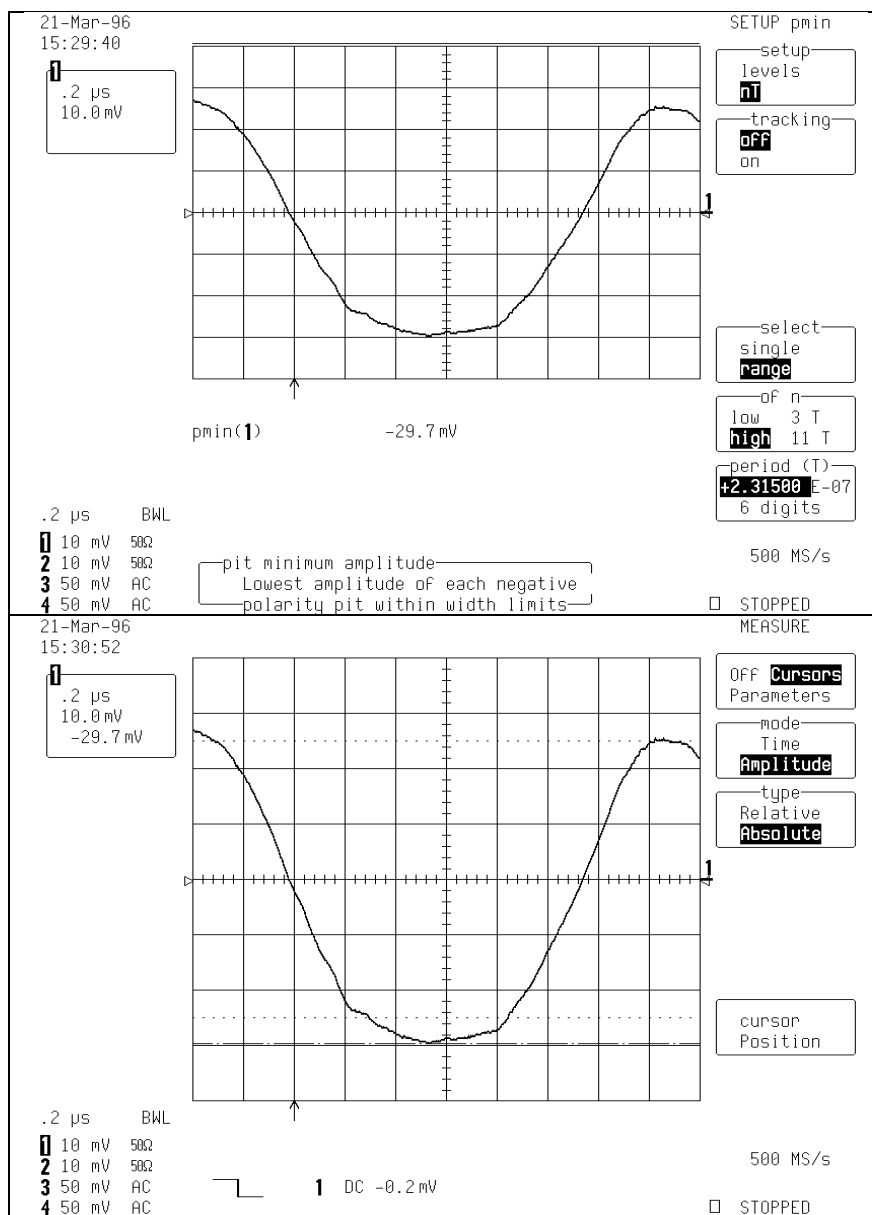 21-Mar-96
15:29:40
1
.2 µs
10.0mV
SETUP pmin
setup
levels
nT
tracking
off
on
1
select
single
range
of n
low 3 T
high 11 T
period (T)
+2.31500 E-07
6 digits
pmin(1) -29.7mV
.2 µs BWL
1 10 mV 50Ω
2 10 mV 50Ω
3 50 mV AC
4 50 mV AC
pit minimum amplitude
Lowest amplitude of each negative
polarity pit within width limits
500 MS/s
STOPPED
21-Mar-96
15:30:52
1
.2 µs
10.0mV
-29.7mV
MEASURE
Off Cursors
Parameters
mode
Time
Amplitude
type
Relative
Absolute
1
cursor
Position
.2 µs BWL
1 10 mV 50Ω
2 10 mV 50Ω
3 50 mV AC
4 50 mV AC
1 DC -0.2mV
500 MS/s
STOPPED